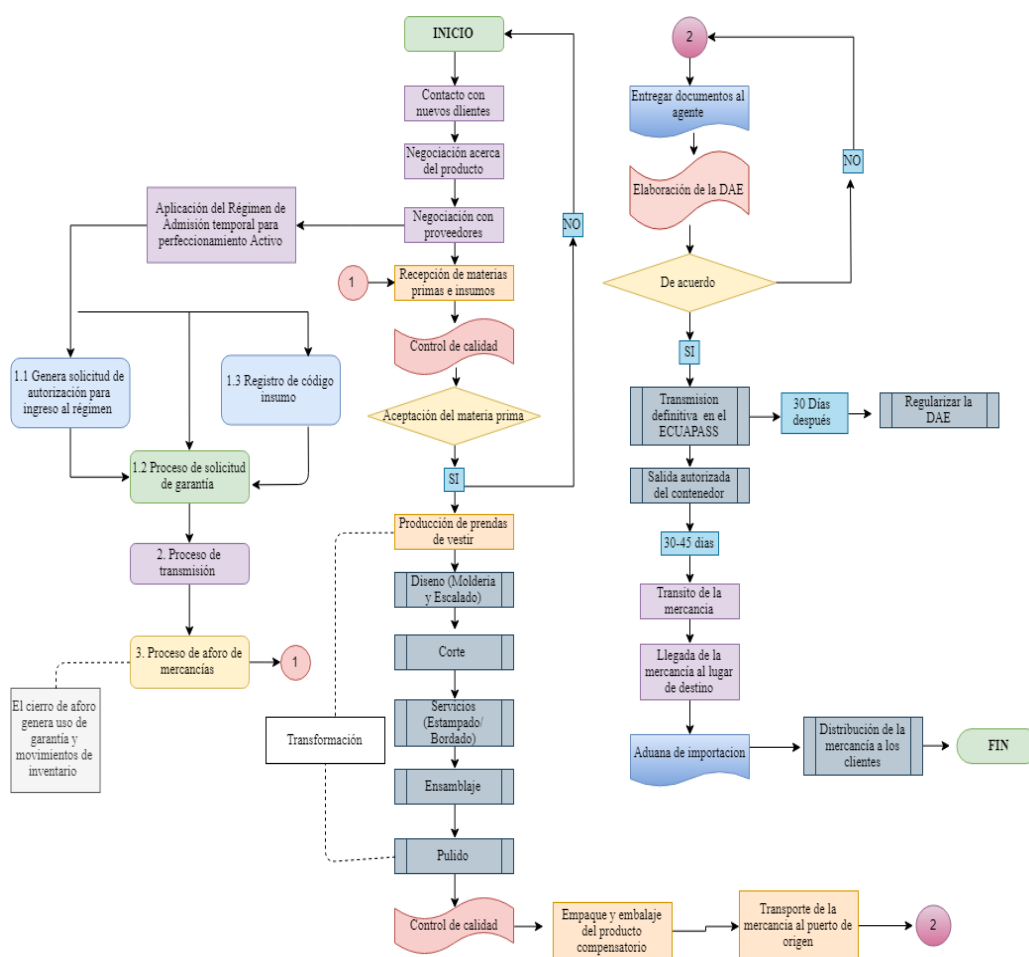 INICIO
Contacto con
nuevos dlientes
Negociación acerca
del producto
Negociación con
proveedores
Aplicación del Régimen de
Admisión temporal para
perfeccionamiento Activo
1
Recepción de materias
primas e insumos
Control de calidad
Aceptación del materia prima
NO
SI
1.1 Genera solicitud de
autorización para
ingreso al régimen
1.3 Registro de código
insumo
1.2 Proceso de solicitud
de garantía
2. Proceso de
transmisión
3. Proceso de aforo de
mercancías
1
El cierro de aforo
genera uso de
garantía y
movimientos de
inventario
Producción de prendas
de vestir
Diseno (Molderia
y Escalado)
Corte
Servicios
(Estampado/
Bordado)
Transformación
Ensamblaje
Pulido
Control de calidad
Empaque y embalaje
del producto
compensatorio
Transporte de la
mercancia al puerto de
origen
2
2
Entregar documentos al
agente
NO
Elaboración de la DAE
De acuerdo
SI
Transmision
definitiva en el
ECUAPASS
30 Días
después
Regularizar la
DAE
Salida autorizada
del contenedor
30-45 dias
Transito de la
mercancia
Llegada de la
mercancía al lugar de
destino
Aduana de importacion
Distribución de la
mercancía a los
clientes
FIN